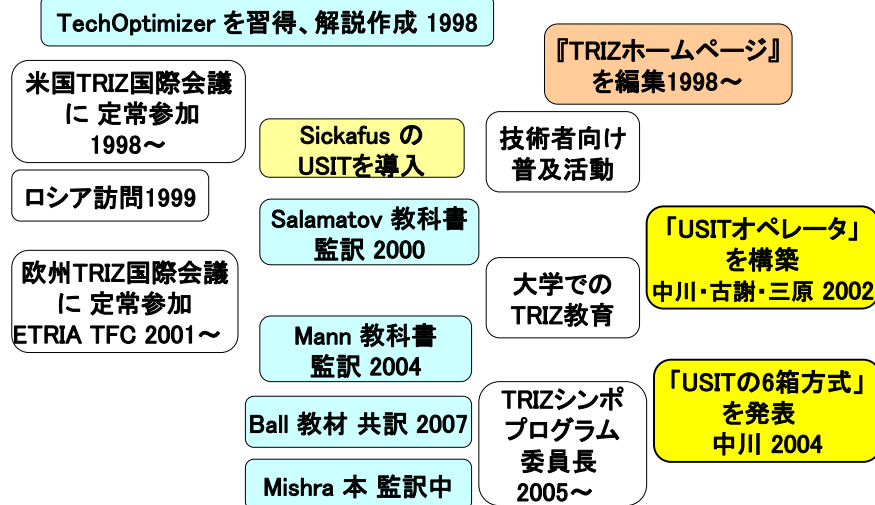 TechOptimizer を習得、解説作成 1998
『TRIZホームページ』
を編集1998～
米国TRIZ国際会議
に 定常参加
1998～
Sickafus の
USITを導入
技術者向け
普及活動
ロシア訪問1999
Salamatov 教科書
監訳 2000
「USITオペレータ」
を構築
中川・古謝・三原 2002
欧州TRIZ国際会議
に 定常参加
ETRIA TFC 2001～
大学での
TRIZ教育
Mann 教科書
監訳 2004
「USITの6箱方式」
を発表
中川 2004
Ball 教材 共訳 2007
TRIZシンポ
プログラム
委員長
2005～
Mishra 本 監訳中